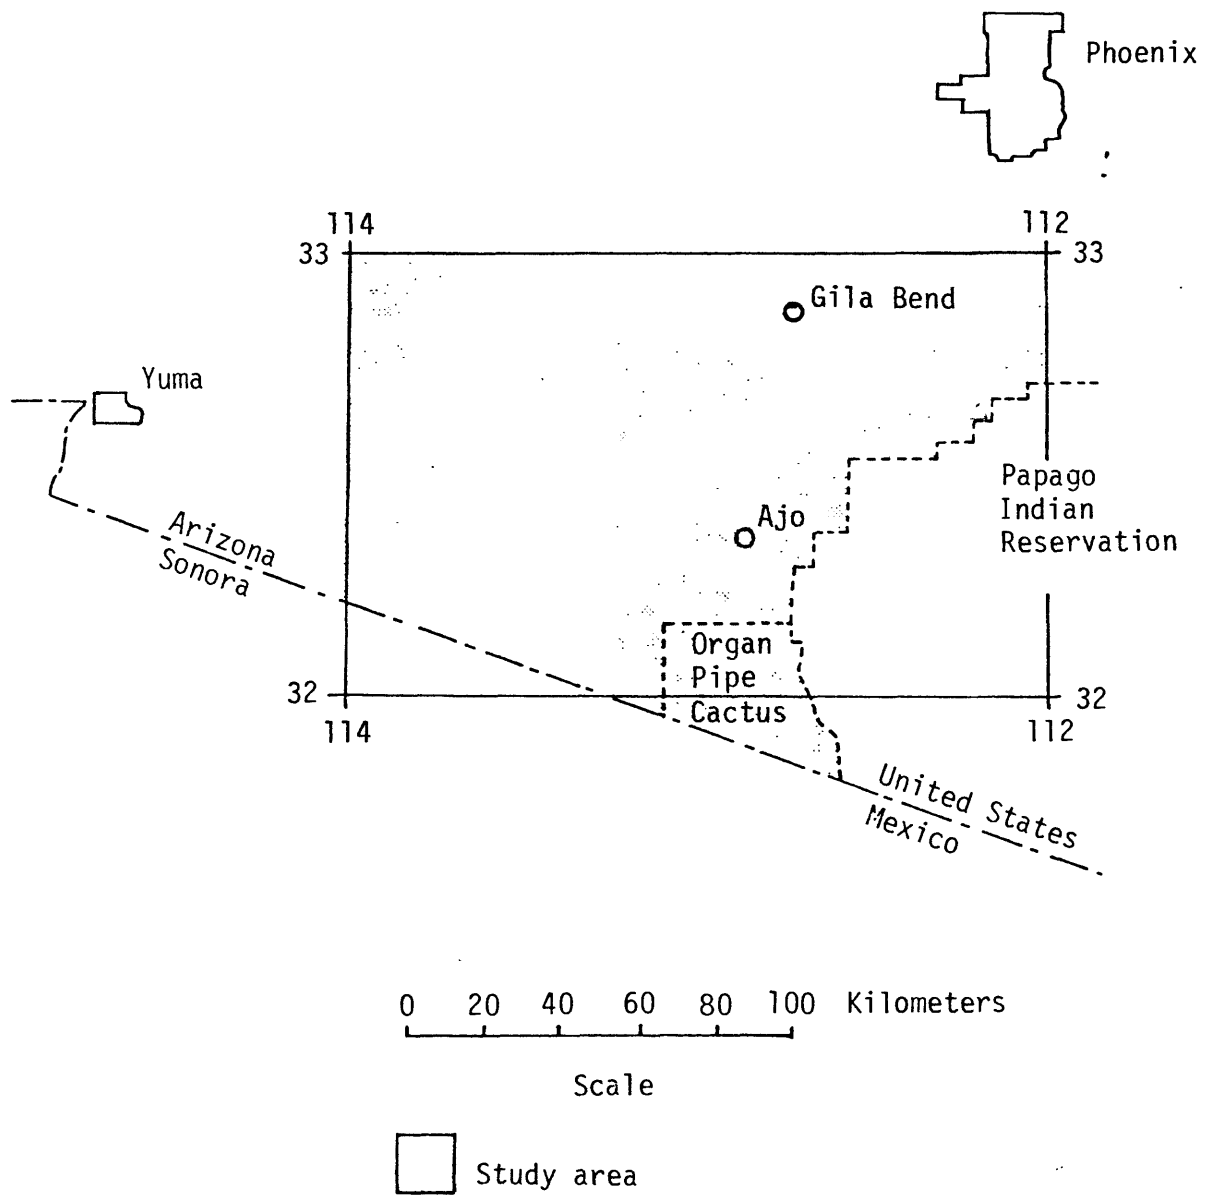 Phoenix
114
112
33
33
Gila Bend
Yuma
Papago
Indian
Reservation
Ajo
Arizona
Sonora
Organ
Pipe
Cactus
32
32
114
112
United States
Mexico
0 20 40 60 80 100 Kilometers
Scale
Study area